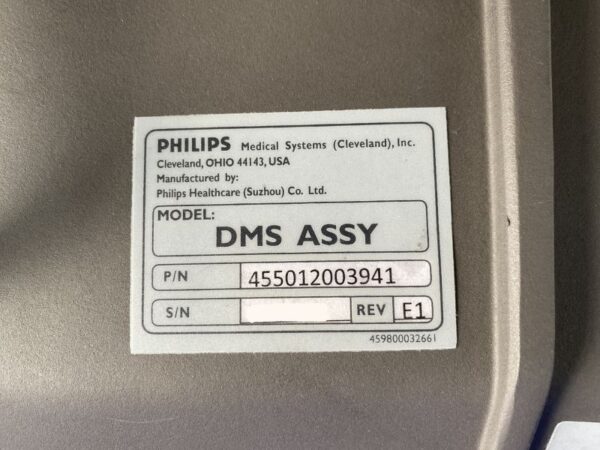 PHILIPS Medical Systems (Cleveland), Inc.
Cleveland, OHIO 44143, USA
Manufactured by:
Philips Healthcare (Suzhou) Co. Ltd.
MODEL:
DMS ASSY
P/N 455012003941
S/N REV E1
459800032661